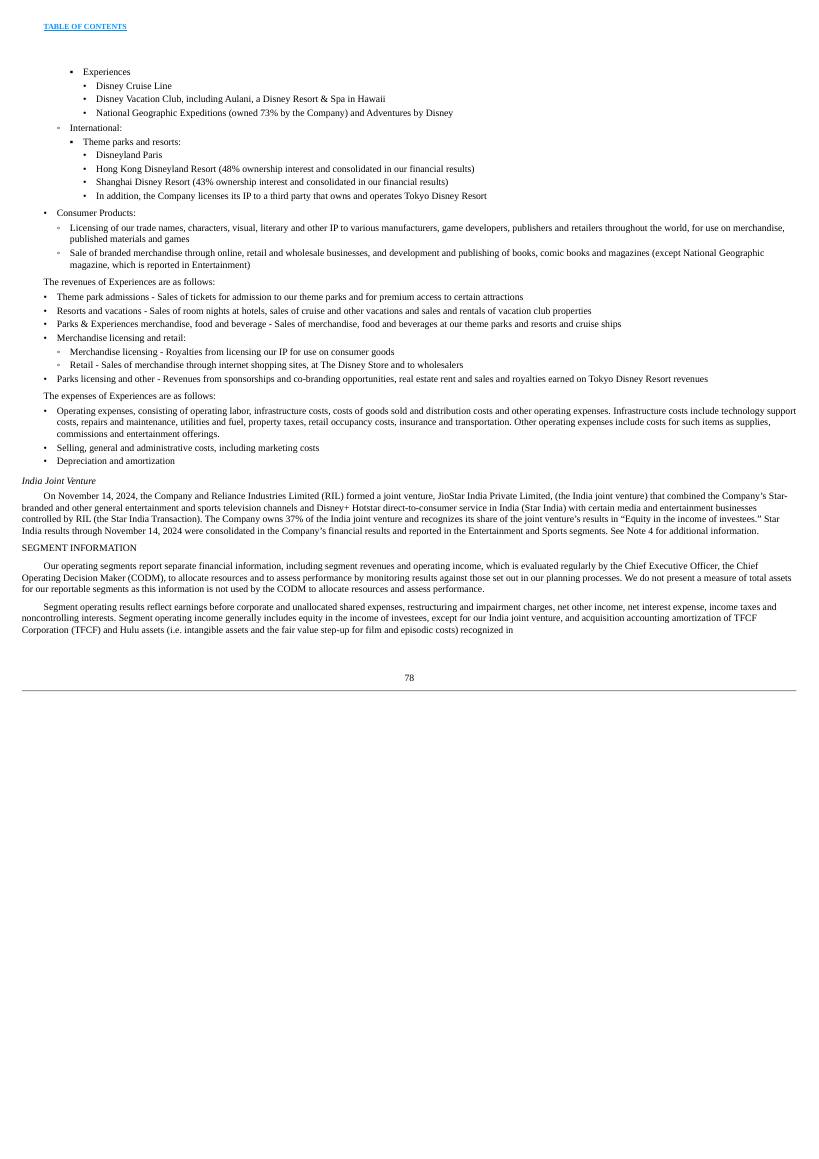 TABLE OF CONTENTS
▪ Experiences
• Disney Cruise Line
• Disney Vacation Club, including Aulani, a Disney Resort & Spa in Hawaii
• National Geographic Expeditions (owned 73% by the Company) and Adventures by Disney
◦ International:
▪ Theme parks and resorts:
• Disneyland Paris
• Hong Kong Disneyland Resort (48% ownership interest and consolidated in our financial results)
• Shanghai Disney Resort (43% ownership interest and consolidated in our financial results)
• In addition, the Company licenses its IP to a third party that owns and operates Tokyo Disney Resort
• Consumer Products:
◦ Licensing of our trade names, characters, visual, literary and other IP to various manufacturers, game developers, publishers and retailers throughout the world, for use on merchandise,
published materials and games
◦ Sale of branded merchandise through online, retail and wholesale businesses, and development and publishing of books, comic books and magazines (except National Geographic
magazine, which is reported in Entertainment)
The revenues of Experiences are as follows:
• Theme park admissions - Sales of tickets for admission to our theme parks and for premium access to certain attractions
• Resorts and vacations - Sales of room nights at hotels, sales of cruise and other vacations and sales and rentals of vacation club properties
• Parks & Experiences merchandise, food and beverage - Sales of merchandise, food and beverages at our theme parks and resorts and cruise ships
• Merchandise licensing and retail:
◦ Merchandise licensing - Royalties from licensing our IP for use on consumer goods
◦ Retail - Sales of merchandise through internet shopping sites, at The Disney Store and to wholesalers
• Parks licensing and other - Revenues from sponsorships and co-branding opportunities, real estate rent and sales and royalties earned on Tokyo Disney Resort revenues
The expenses of Experiences are as follows:
• Operating expenses, consisting of operating labor, infrastructure costs, costs of goods sold and distribution costs and other operating expenses. Infrastructure costs include technology support
costs, repairs and maintenance, utilities and fuel, property taxes, retail occupancy costs, insurance and transportation. Other operating expenses include costs for such items as supplies,
commissions and entertainment offerings.
• Selling, general and administrative costs, including marketing costs
• Depreciation and amortization
India Joint Venture
On November 14, 2024, the Company and Reliance Industries Limited (RIL) formed a joint venture, JioStar India Private Limited, (the India joint venture) that combined the Company’s Star-
branded and other general entertainment and sports television channels and Disney+ Hotstar direct-to-consumer service in India (Star India) with certain media and entertainment businesses
controlled by RIL (the Star India Transaction). The Company owns 37% of the India joint venture and recognizes its share of the joint venture’s results in “Equity in the income of investees.” Star
India results through November 14, 2024 were consolidated in the Company’s financial results and reported in the Entertainment and Sports segments. See Note 4 for additional information.
SEGMENT INFORMATION
Our operating segments report separate financial information, including segment revenues and operating income, which is evaluated regularly by the Chief Executive Officer, the Chief
Operating Decision Maker (CODM), to allocate resources and to assess performance by monitoring results against those set out in our planning processes. We do not present a measure of total assets
for our reportable segments as this information is not used by the CODM to allocate resources and assess performance.
Segment operating results reflect earnings before corporate and unallocated shared expenses, restructuring and impairment charges, net other income, net interest expense, income taxes and
noncontrolling interests. Segment operating income generally includes equity in the income of investees, except for our India joint venture, and acquisition accounting amortization of TFCF
Corporation (TFCF) and Hulu assets (i.e. intangible assets and the fair value step-up for film and episodic costs) recognized in
78